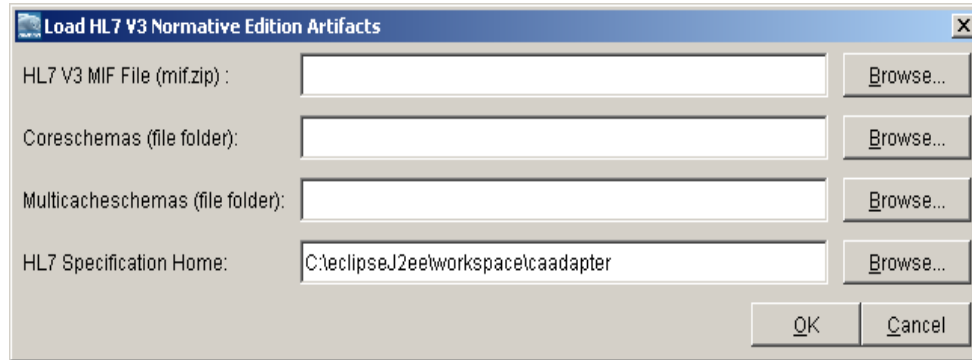 Load HL7 V3 Normative Edition Artifacts
HL7 V3 MIF File (mif.zip) : Browse...
Coreschemas (file folder): Browse...
Multicacheschemas (file folder): Browse...
HL7 Specification Home: C:\eclipseJ2ee\workspace\caadapter Browse...
OK Cancel